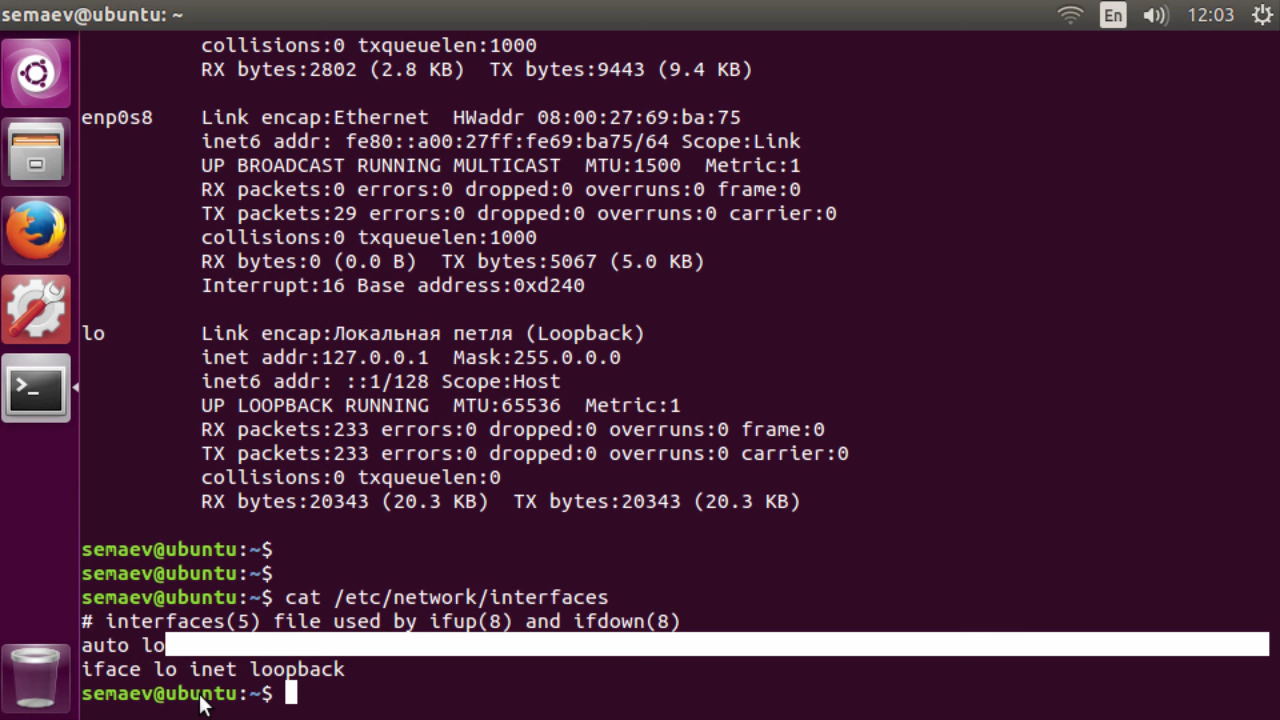 semaev@ubuntu: ~
En
12:03
collisions:0 txqueuelen:1000
RX bytes:2802 (2.8 KB)  TX bytes:9443 (9.4 KB)
enp0s8    Link encap:Ethernet  HWaddr 08:00:27:69:ba:75
inet6 addr: fe80::a00:27ff:fe69:ba75/64 Scope:Link
UP BROADCAST RUNNING MULTICAST  MTU:1500  Metric:1
RX packets:0 errors:0 dropped:0 overruns:0 frame:0
TX packets:29 errors:0 dropped:0 overruns:0 carrier:0
collisions:0 txqueuelen:1000
RX bytes:0 (0.0 B)  TX bytes:5067 (5.0 KB)
Interrupt:16 Base address:0xd240
lo        Link encap:Локальная петля (Loopback)
inet addr:127.0.0.1  Mask:255.0.0.0
inet6 addr: ::1/128 Scope:Host
UP LOOPBACK RUNNING  MTU:65536  Metric:1
RX packets:233 errors:0 dropped:0 overruns:0 frame:0
TX packets:233 errors:0 dropped:0 overruns:0 carrier:0
collisions:0 txqueuelen:0
RX bytes:20343 (20.3 KB)  TX bytes:20343 (20.3 KB)
semaev@ubuntu:~$
semaev@ubuntu:~$
semaev@ubuntu:~$ cat /etc/network/interfaces
# interfaces(5) file used by ifup(8) and ifdown(8)
auto lo
iface lo inet loopback
semaev@ubuntu:~$